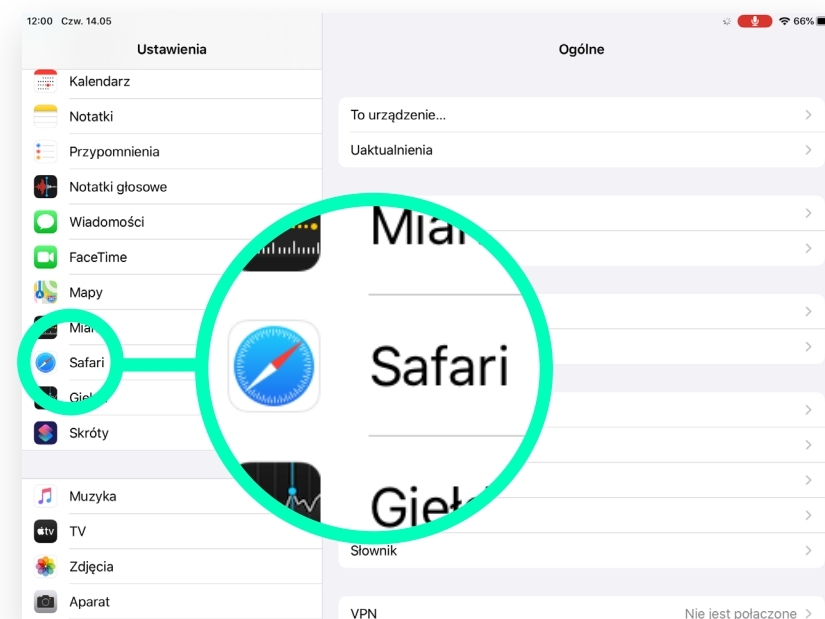 12:00 Czw. 14.05
66%
Ustawienia
Kalendarz
Notatki
Przypomnienia
Notatki głosowe
Wiadomości
FaceTime
Mapy
Safari
Skróty
Muzyka
tv TV
Zdjęcia
Aparat
Safari
Ogólne
To urządzenie...
Uaktualnienia
Słownik
VPN
Nie jest połączone